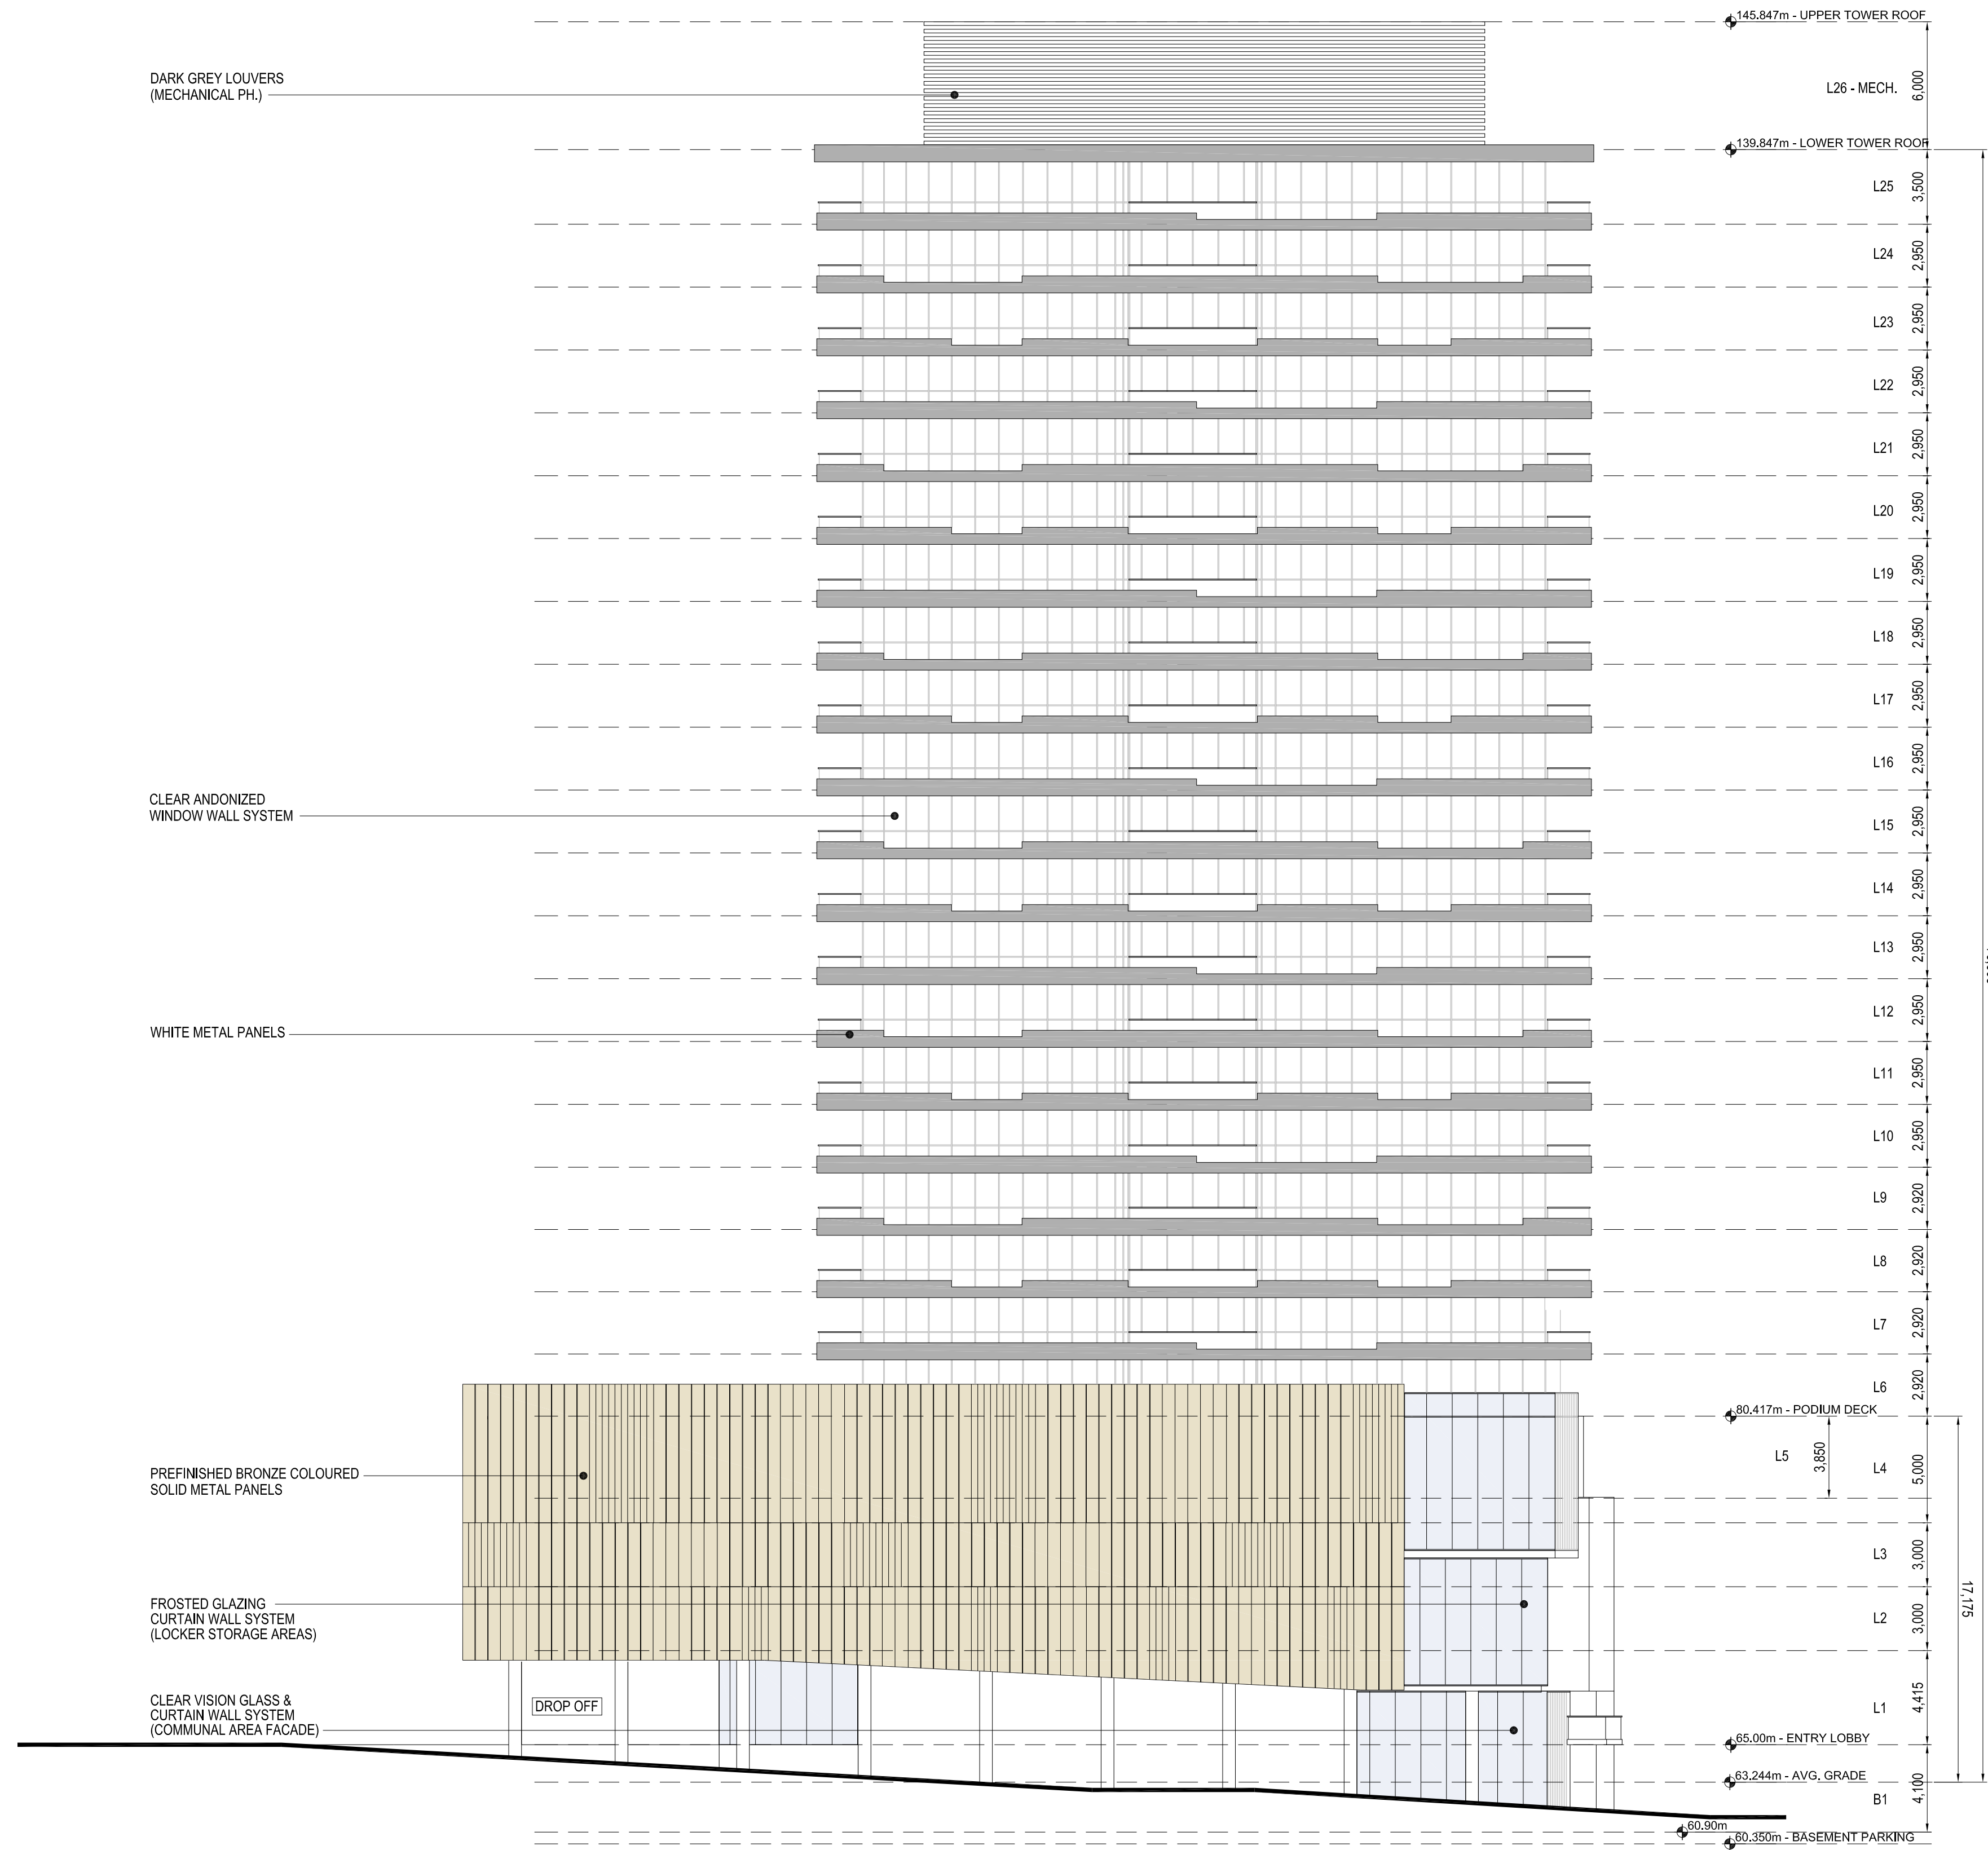 145.847m - UPPER TOWER ROOF
DARK GREY LOUVERS
(MECHANICAL PH.)
L26 - MECH.
6,000
139.847m - LOWER TOWER ROOF
L25
3,500
L24
2,950
L23
2,950
L22
2,950
L21
2,950
L20
2,950
L19
2,950
L18
2,950
L17
2,950
L16
2,950
CLEAR ANDONIZED
WINDOW WALL SYSTEM
L15
2,950
L14
2,950
L13
2,950
WHITE METAL PANELS
L12
2,950
L11
2,950
L10
2,950
L9
2,920
L8
2,920
L7
2,920
L6
2,920
80.417m - PODIUM DECK
PREFINISHED BRONZE COLOURED
SOLID METAL PANELS
L5
3,850
L4
5,000
L3
3,000
FROSTED GLAZING
CURTAIN WALL SYSTEM
(LOCKER STORAGE AREAS)
L2
3,000
17,175
CLEAR VISION GLASS &
CURTAIN WALL SYSTEM
(COMMUNAL AREA FACADE)
DROP OFF
L1
4,415
65.00m - ENTRY LOBBY
63.244m - AVG. GRADE
B1
4,100
60.90m
60.350m - BASEMENT PARKING